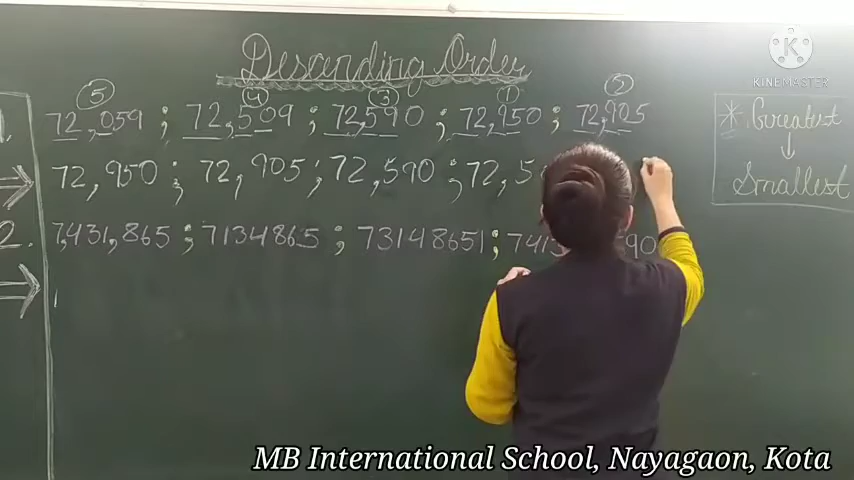 Descending Order
KINEMASTER
⑤ ④ ③ ① ②
72,059 ; 72,509 ; 72,590 ; 72,950 ; 72,905
* Greatest
↓
Smallest
72,950 ; 72,905 ; 72,590 ; 72,5
2. 7,431,865 ; 7134865 ; 73148651 ; 7413 90
MB International School, Nayagaon, Kota